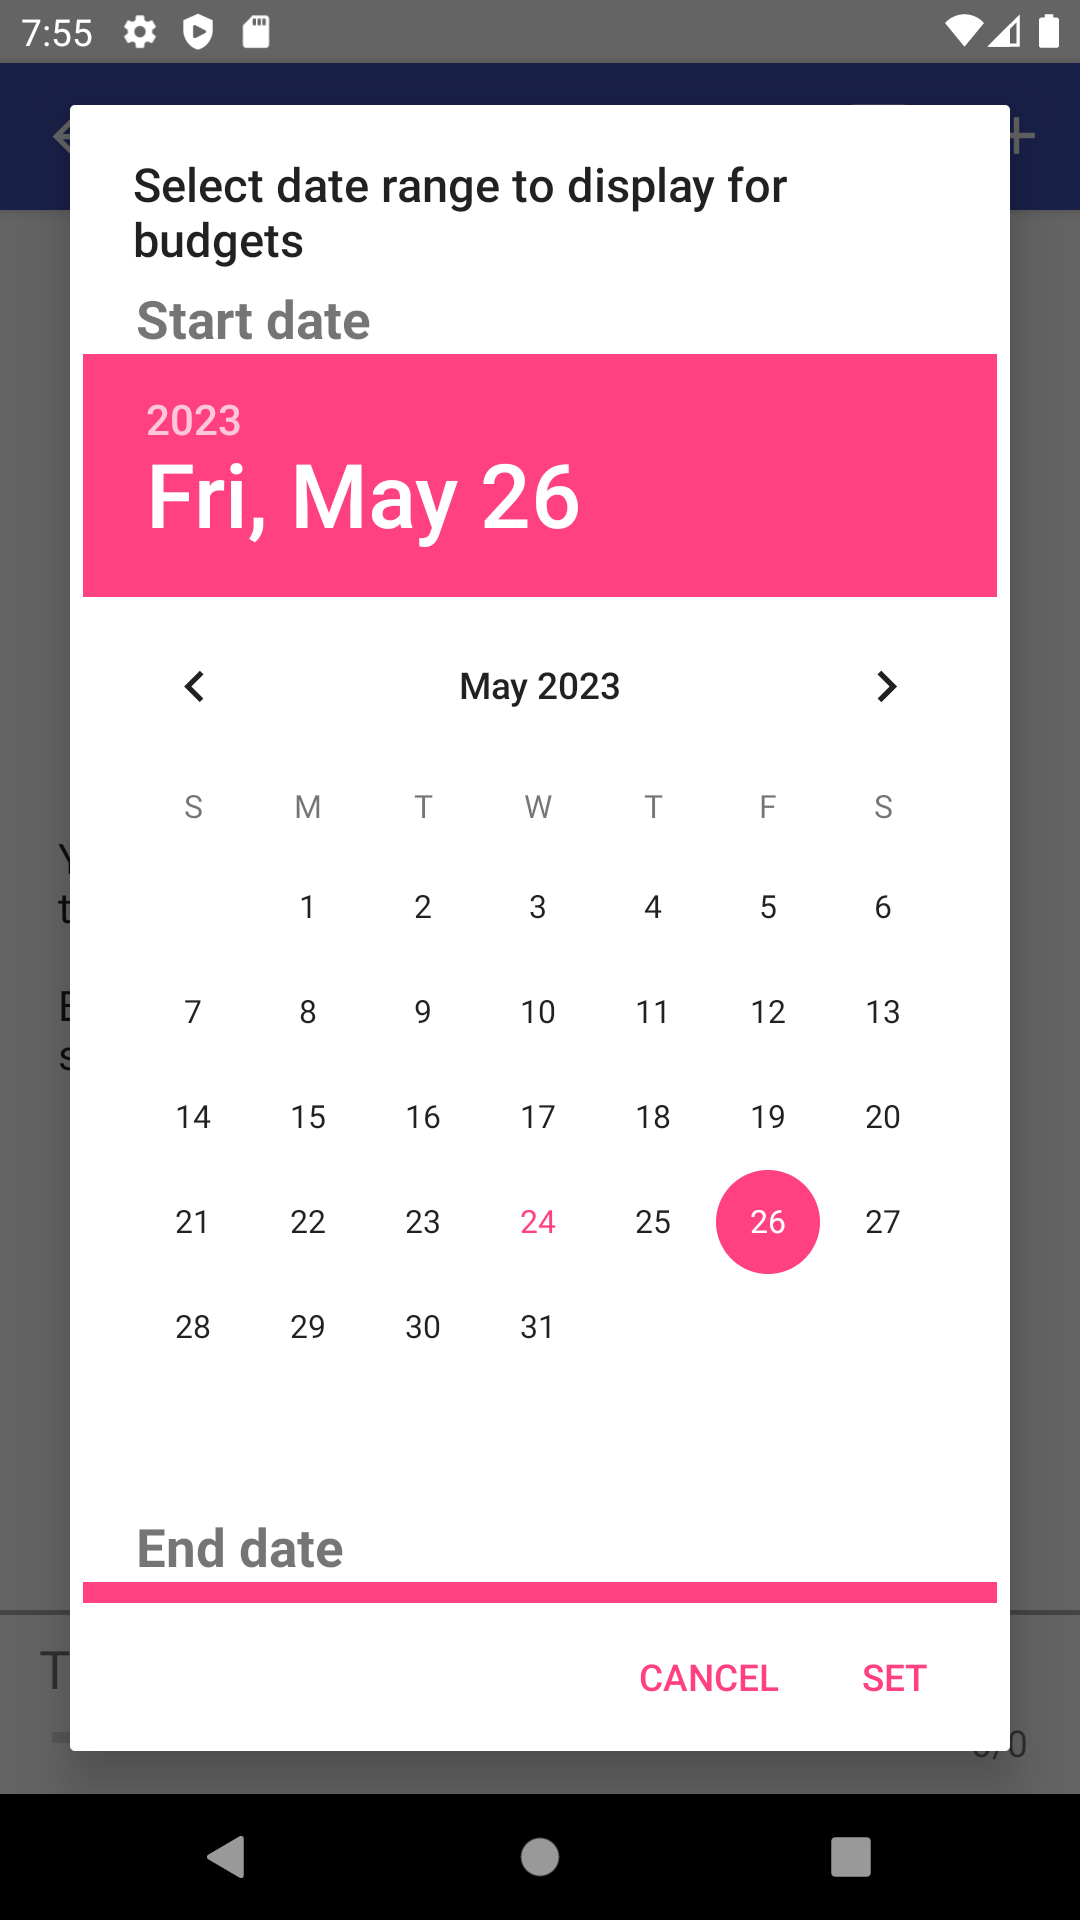 7:55
Select date range to display for
budgets
Start date
2023
Fri, May 26
May 2023
S M T W T F S
1 2 3 4 5 6
7 8 9 10 11 12 13
14 15 16 17 18 19 20
21 22 23 24 25 26 27
28 29 30 31
End date
CANCEL SET